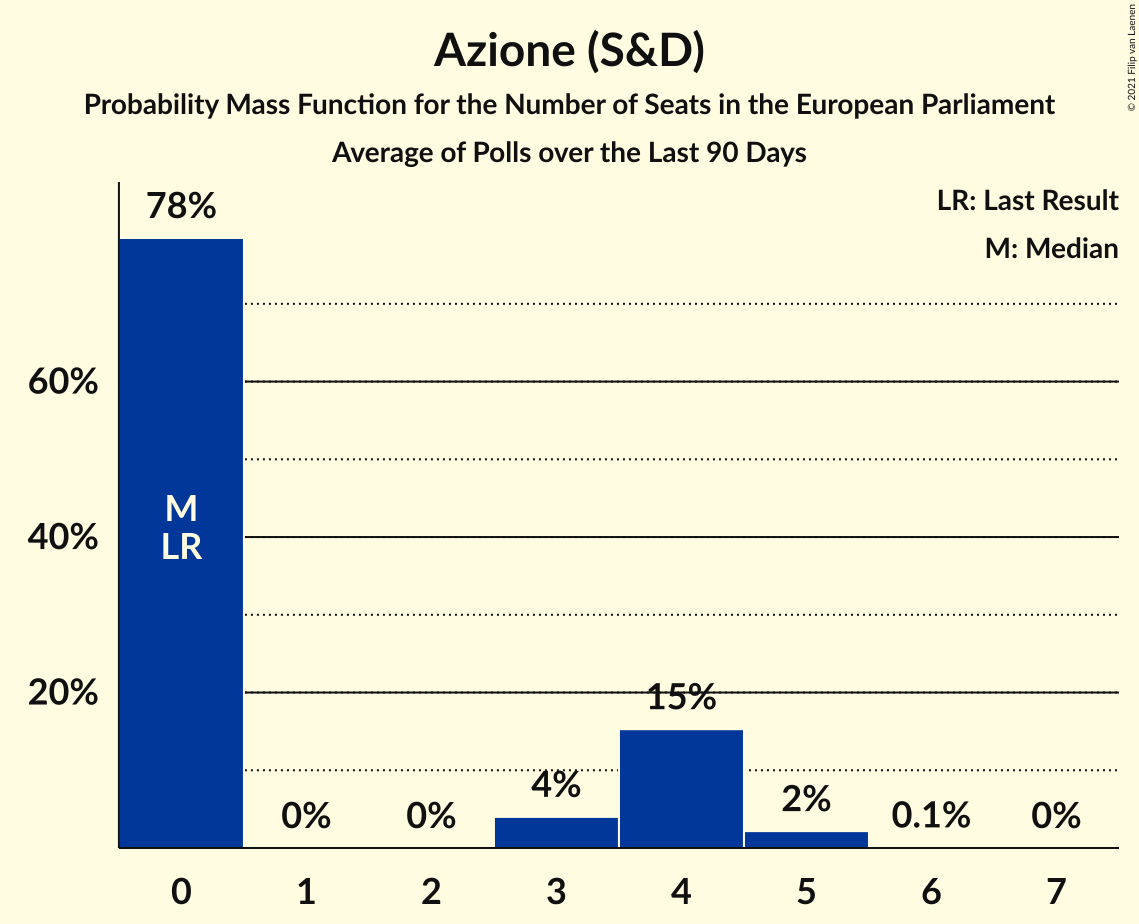 Azione (S&D)
Probability Mass Function for the Number of Seats in the European Parliament
Average of Polls over the Last 90 Days
© 2021 Filip van Laenen
LR: Last Result
M: Median
78%
60%
40%
20%
M
LR
0%
0%
4%
15%
2%
0.1%
0%
0
1
2
3
4
5
6
7